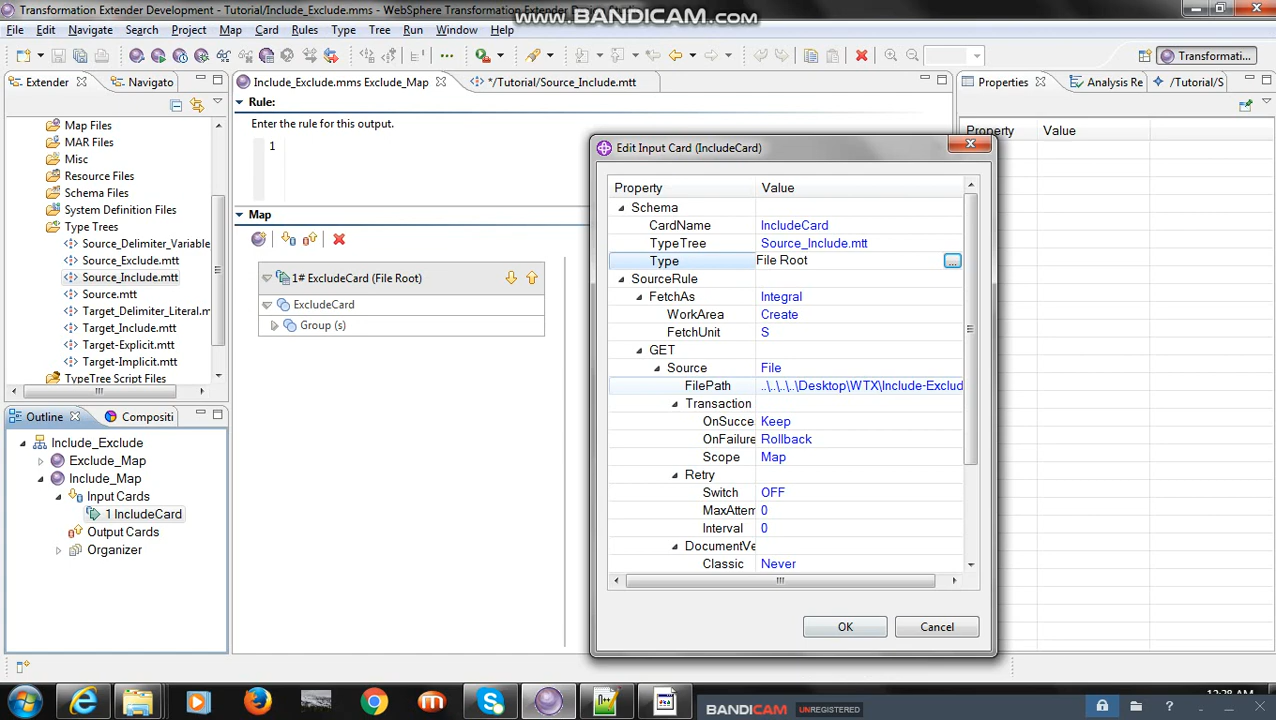 Transformation Extender Development - Tutorial/Include_Exclude.mms - WebSphere Transformation Extender
www.BANDICAM.com
File Edit Navigate Search Project Map Card Rules Type Tree Run Window Help
Transformati...
Extender Navigato
Include_Exclude.mms Exclude_Map */Tutorial/Source_Include.mtt
Properties Analysis Re /Tutorial/S
Rule:
Enter the rule for this output.
1
Map
1# ExcludeCard (File Root)
ExcludeCard
Group (s)
Map Files
MAR Files
Misc
Resource Files
Schema Files
System Definition Files
Type Trees
Source_Delimiter_Variable
Source_Exclude.mtt
Source_Include.mtt
Source.mtt
Target_Delimiter_Literal.m
Target_Include.mtt
Target-Explicit.mtt
Target-Implicit.mtt
TypeTree Script Files
Outline Compositi
Include_Exclude
Exclude_Map
Include_Map
Input Cards
1 IncludeCard
Output Cards
Organizer
Property Value
Edit Input Card (IncludeCard)
Property Value
Schema
CardName IncludeCard
TypeTree Source_Include.mtt
Type File Root ...
SourceRule
FetchAs Integral
WorkArea Create
FetchUnit S
GET
Source File
FilePath ..\..\..\..\Desktop\WTX\Include-Exclud
Transaction
OnSucce Keep
OnFailure Rollback
Scope Map
Retry
Switch OFF
MaxAttem 0
Interval 0
DocumentVe
Classic Never
OK Cancel
BANDICAM UNREGISTERED